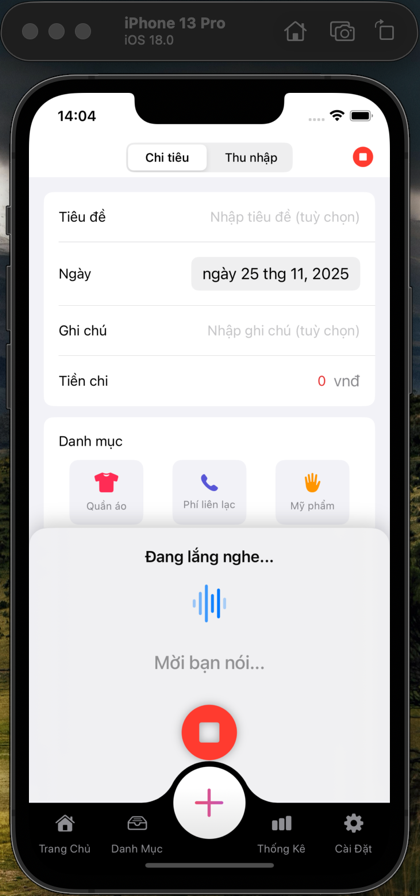 iPhone 13 Pro
iOS 18.0
14:04
Chi tiêu Thu nhập
Tiêu đề Nhập tiêu đề (tuỳ chọn)
Ngày ngày 25 thg 11, 2025
Ghi chú Nhập ghi chú (tuỳ chọn)
Tiền chi 0 vnđ
Danh mục
Quần áo Phí liên lạc Mỹ phẩm
Đang lắng nghe...
Mời bạn nói...
Trang Chủ Danh Mục Thống Kê Cài Đặt